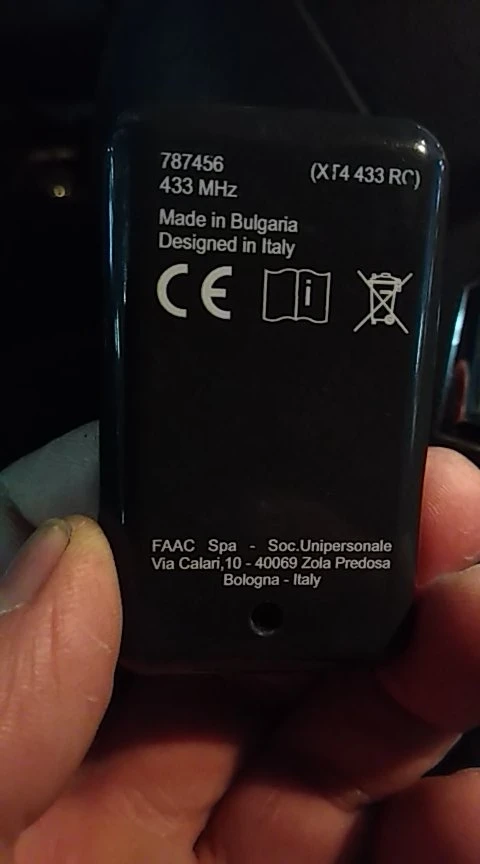 787456 (XT4 433 RC)
433 MHz
Made in Bulgaria
Designed in Italy
CE
i
FAAC Spa - Soc.Unipersonale
Via Calari,10 - 40069 Zola Predosa
Bologna - Italy